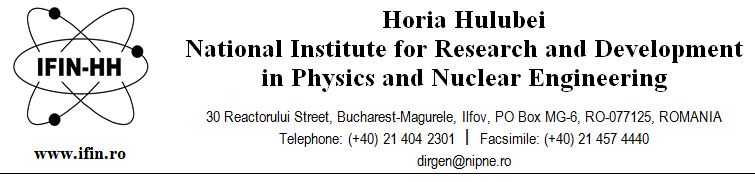 IFIN-HH
www.ifin.ro
Horia Hulubei
National Institute for Research and Development
in Physics and Nuclear Engineering
30 Reactorului Street, Bucharest-Magurele, Ilfov, PO Box MG-6, RO-077125, ROMANIA
Telephone: (+40) 21 404 2301 | Facsimile: (+40) 21 457 4440
dirgen@nipne.ro